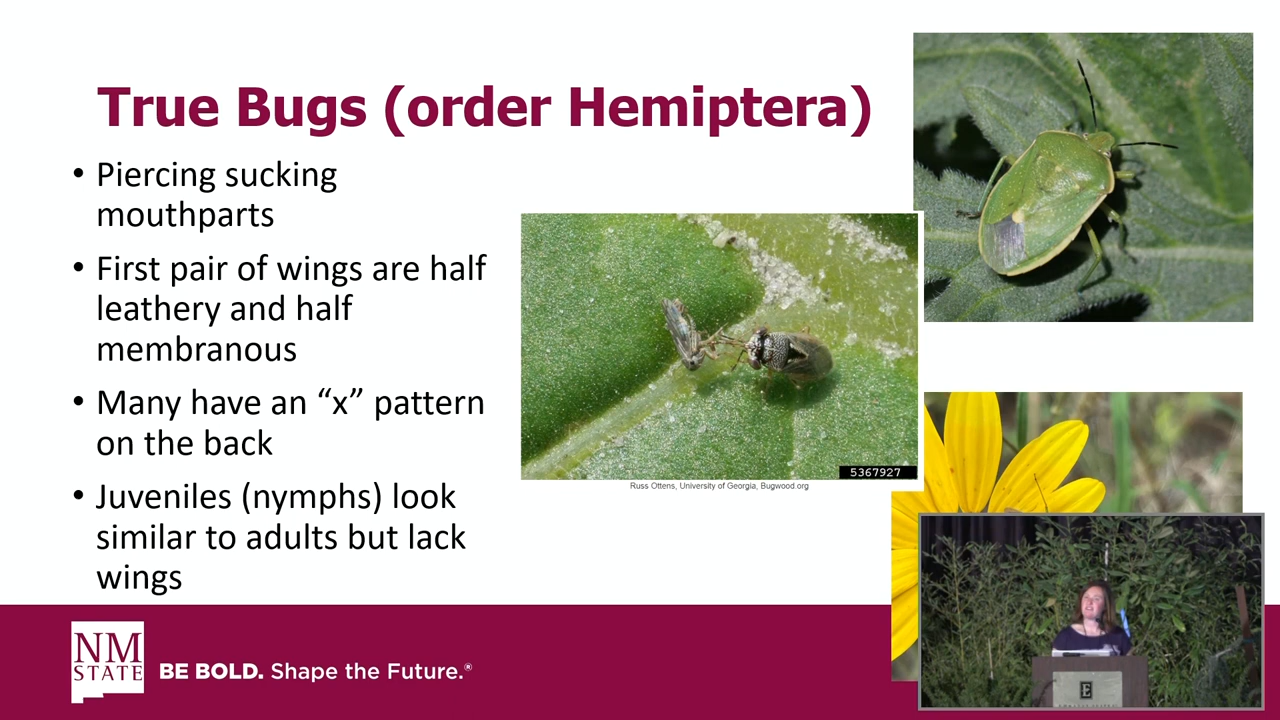 True Bugs (order Hemiptera)
• Piercing sucking
mouthparts
• First pair of wings are half
leathery and half
membranous
• Many have an “x” pattern
on the back
• Juveniles (nymphs) look
similar to adults but lack
wings
5367927
Russ Ottens, University of Georgia, Bugwood.org
NM
STATE
BE BOLD. Shape the Future.®
E